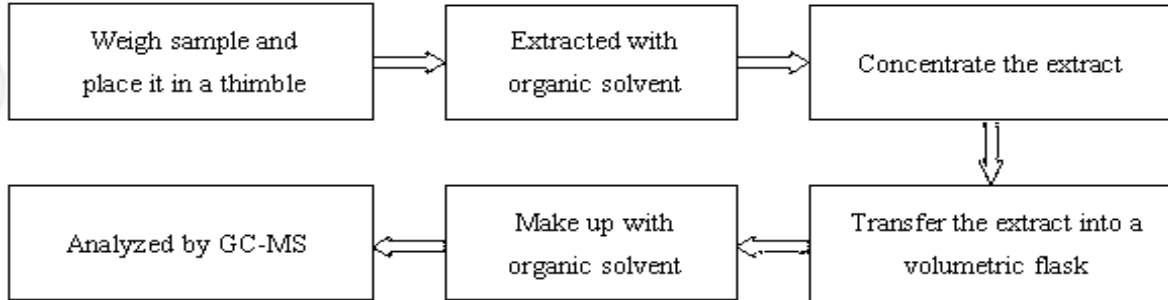 Weigh sample and
place it in a thimble
Extracted with
organic solvent
Concentrate the extract
Transfer the extract into a
volumetric flask
Make up with
organic solvent
Analyzed by GC-MS